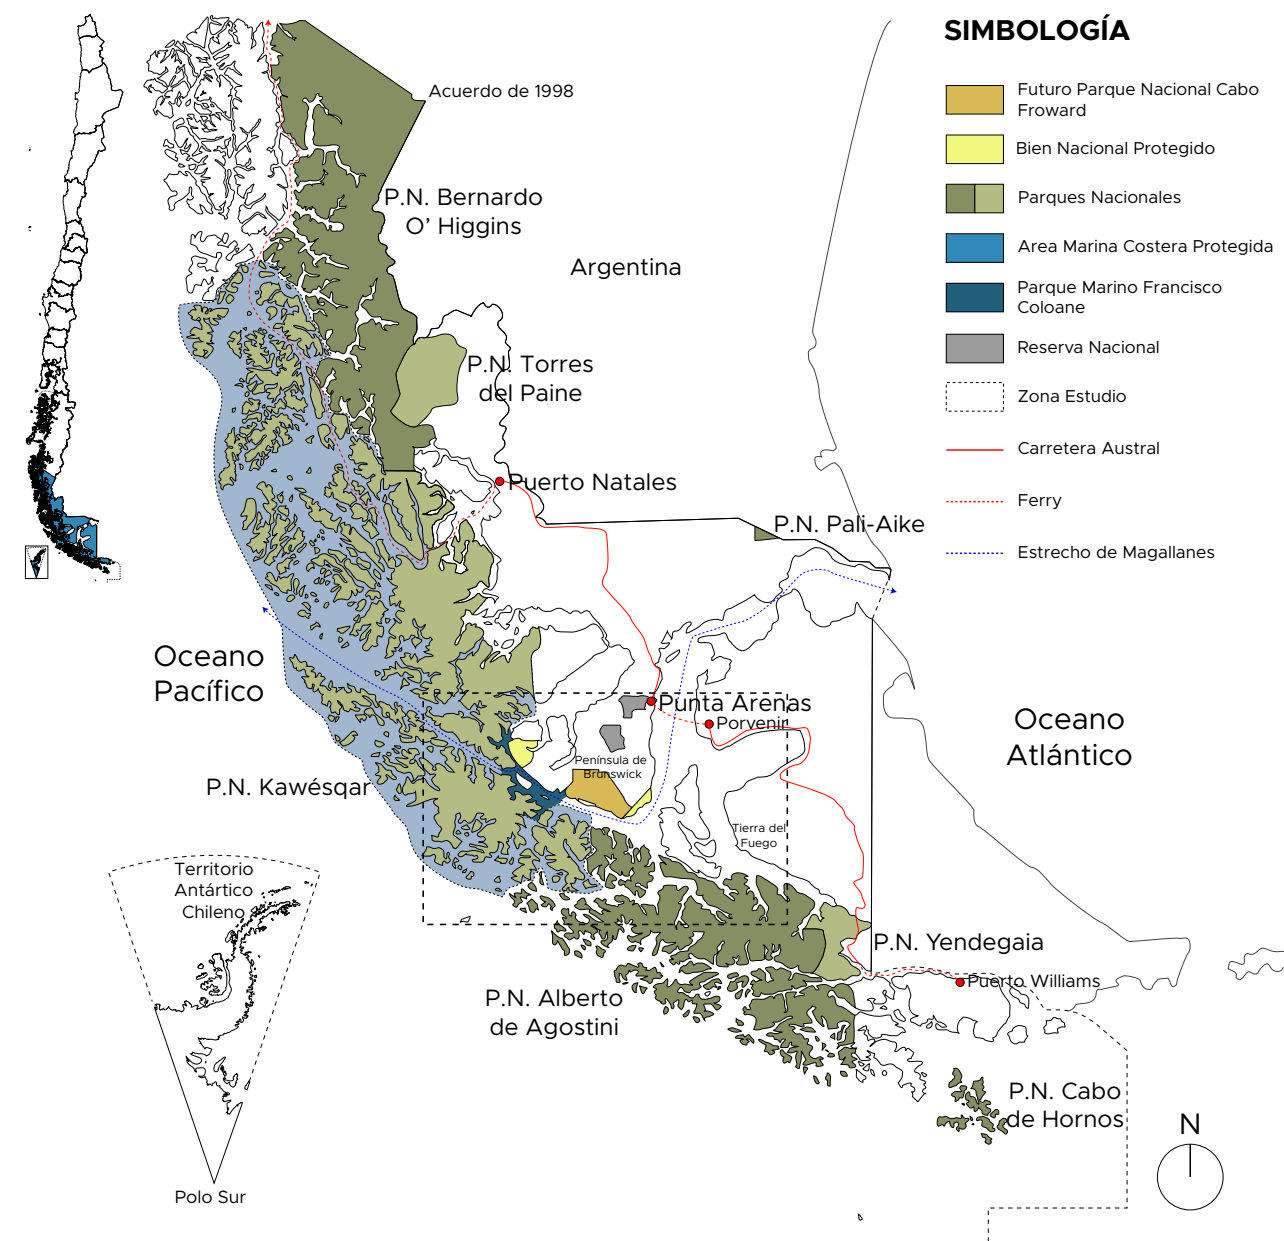 SIMBOLOGÍA
Futuro Parque Nacional Cabo
Froward
Bien Nacional Protegido
Parques Nacionales
Area Marina Costera Protegida
Parque Marino Francisco
Coloane
Reserva Nacional
Zona Estudio
Carretera Austral
Ferry
Estrecho de Magallanes
Acuerdo de 1998
P.N. Bernardo
O' Higgins
Argentina
P.N. Torres
del Paine
Puerto Natales
P.N. Pali-Aike
Oceano
Pacífico
Punta Arenas
Porvenir
Oceano
Atlántico
Península de
Brunswick
P.N. Kawésqar
Tierra del
Fuego
Territorio
Antártico
Chileno
P.N. Yendegaia
Puerto Williams
P.N. Alberto
de Agostini
P.N. Cabo
de Hornos
N
Polo Sur